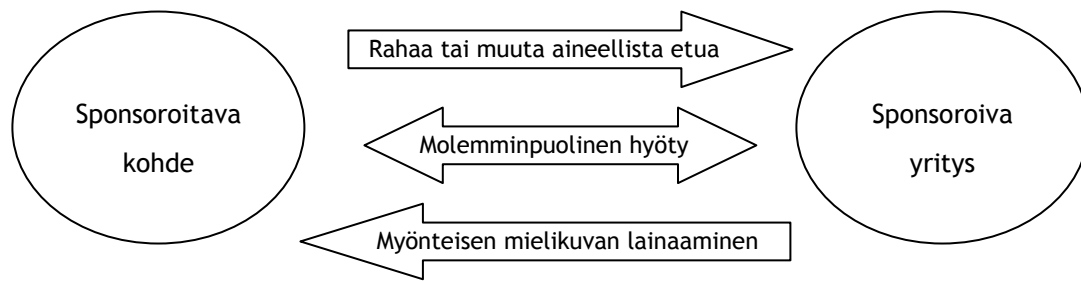 Rahaa tai muuta aineellista etua
Sponsoroitava
kohde
Molemminpuolinen hyöty
Sponsoroiva
yritys
Myönteisen mielikuvan lainaaminen